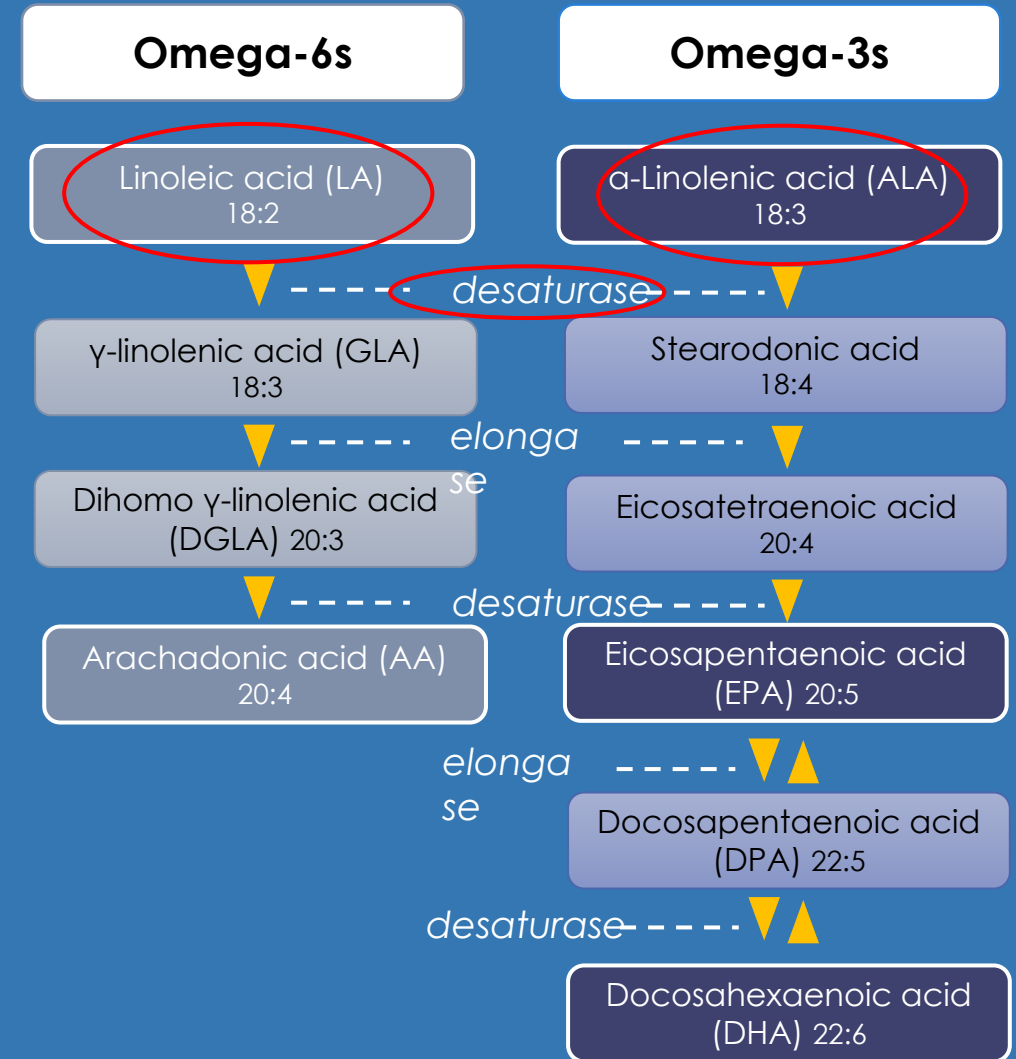 Omega-6s
Omega-3s
Linoleic acid (LA)
18:2
α-Linolenic acid (ALA)
18:3
desaturase
γ-linolenic acid (GLA)
18:3
Stearodonic acid
18:4
elonga
se
Dihomo γ-linolenic acid
(DGLA) 20:3
Eicosatetraenoic acid
20:4
desaturase
Arachadonic acid (AA)
20:4
Eicosapentaenoic acid
(EPA) 20:5
elonga
se
Docosapentaenoic acid
(DPA) 22:5
desaturase
Docosahexaenoic acid
(DHA) 22:6